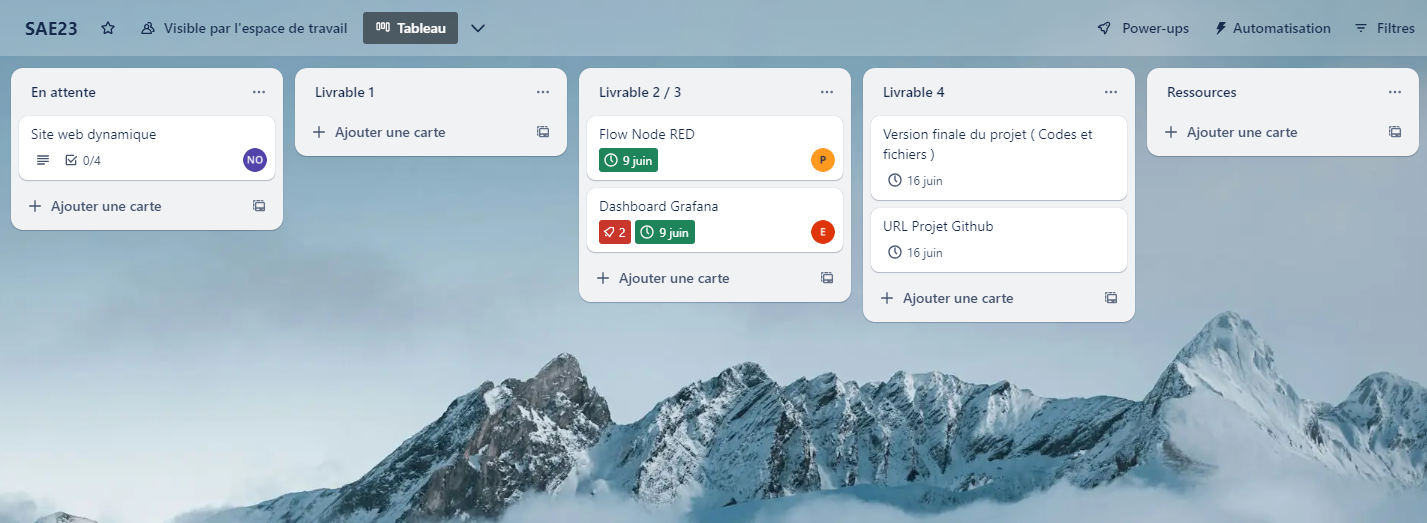 SAE23
Visible par l'espace de travail
Tableau
Power-ups
Automatisation
Filtres
En attente
Site web dynamique
0/4
NO
Ajouter une carte
Livrable 1
Ajouter une carte
Livrable 2 / 3
Flow Node RED
9 juin
P
Dashboard Grafana
2
9 juin
E
Ajouter une carte
Livrable 4
Version finale du projet ( Codes et
fichiers )
16 juin
URL Projet Github
16 juin
Ajouter une carte
Ressources
Ajouter une carte